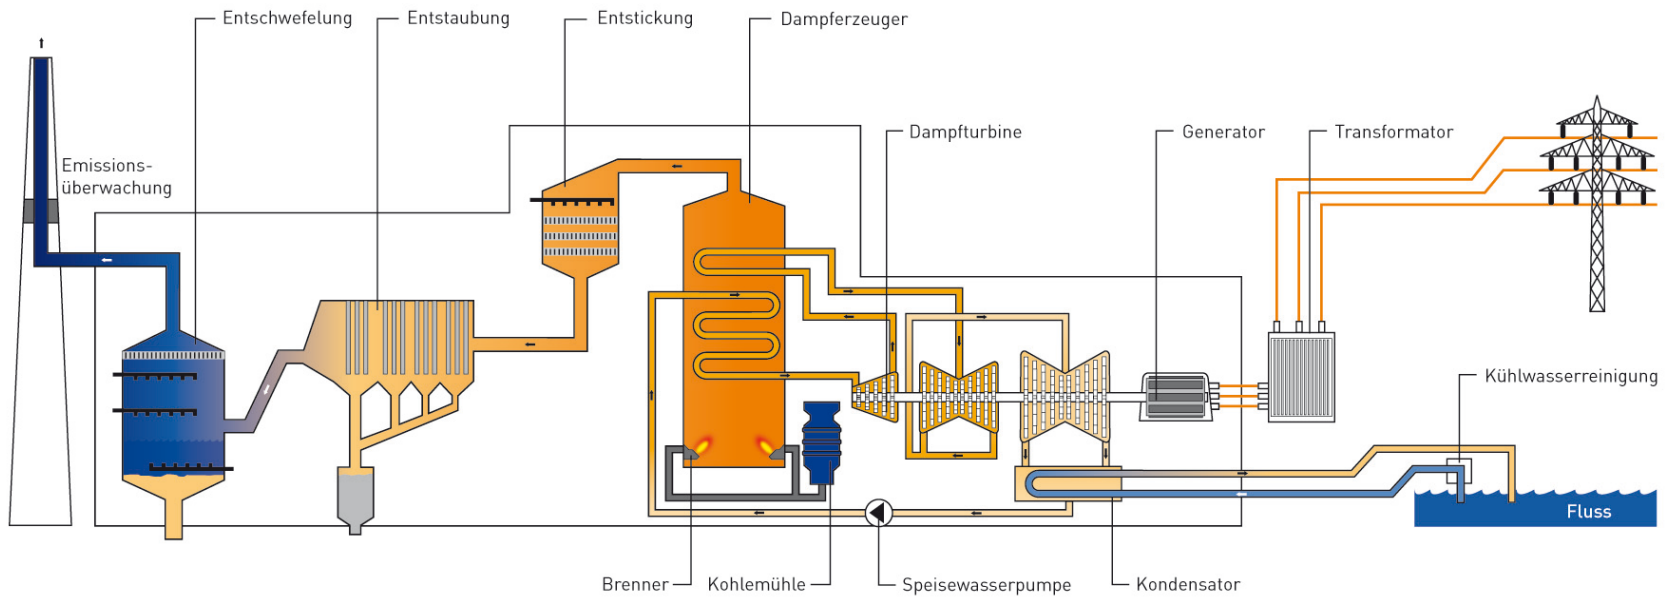 Entschwefelung
Entstaubung
Entstickung
Dampferzeuger
Dampfturbine
Generator
Transformator
Emissions-
überwachung
Kühlwasserreinigung
Fluss
Brenner
Kohlemühle
Speisewasserpumpe
Kondensator